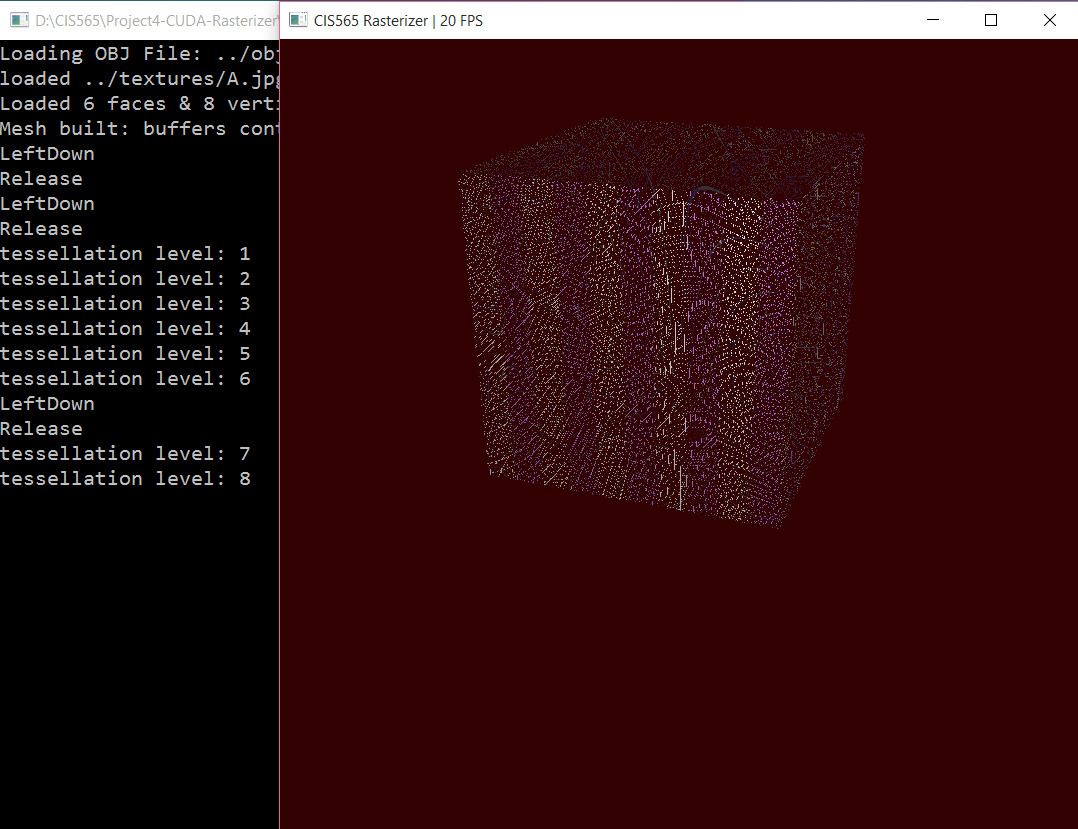 D:\CIS565\Project4-CUDA-Rasterizer\
CIS565 Rasterizer | 20 FPS
Loading OBJ File: ../obj
loaded ../textures/A.jpg
Loaded 6 faces & 8 verti
Mesh built: buffers cont
LeftDown
Release
LeftDown
Release
tessellation level: 1
tessellation level: 2
tessellation level: 3
tessellation level: 4
tessellation level: 5
tessellation level: 6
LeftDown
Release
tessellation level: 7
tessellation level: 8